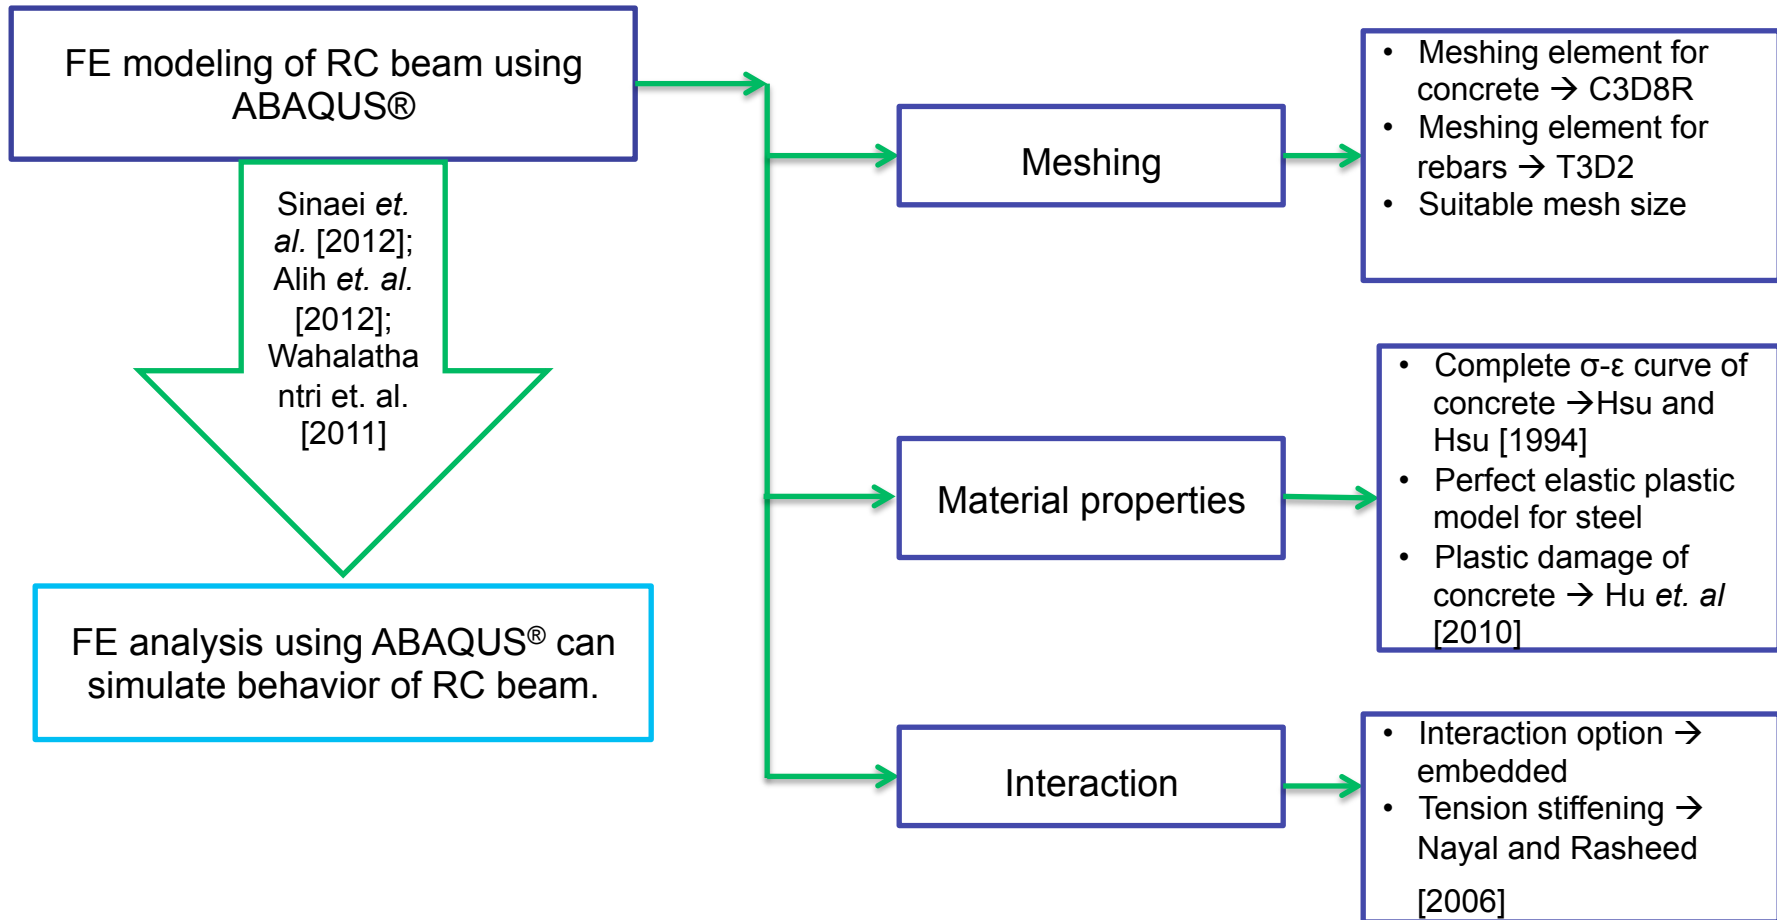 FE modeling of RC beam using
ABAQUS®
Sinaei et.
al. [2012];
Alih et. al.
[2012];
Wahalatha
ntri et. al.
[2011]
FE analysis using ABAQUS® can
simulate behavior of RC beam.
Meshing
• Meshing element for
concrete → C3D8R
• Meshing element for
rebars → T3D2
• Suitable mesh size
Material properties
• Complete σ-ε curve of
concrete →Hsu and
Hsu [1994]
• Perfect elastic plastic
model for steel
• Plastic damage of
concrete → Hu et. al
[2010]
Interaction
• Interaction option →
embedded
• Tension stiffening →
Nayal and Rasheed
[2006]